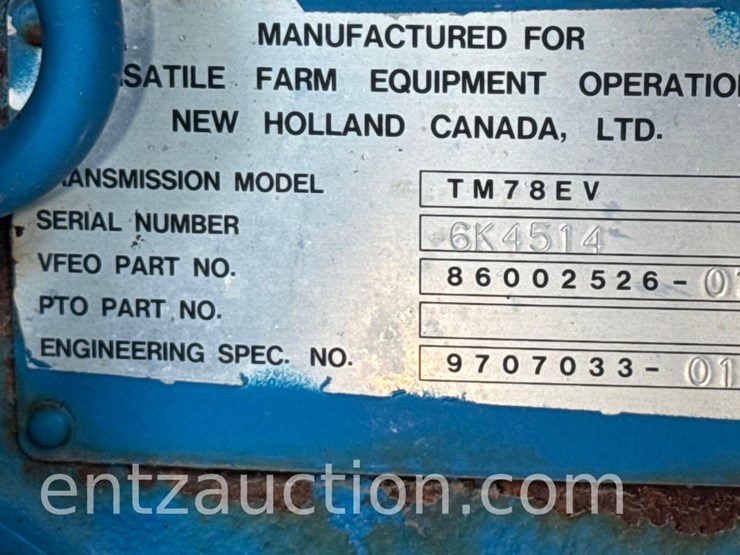 MANUFACTURED FOR
SATILE FARM EQUIPMENT OPERATIO
NEW HOLLAND CANADA, LTD.
RANSMISSION MODEL TM78EV
SERIAL NUMBER 6K4514
VFEO PART NO. 86002526-01
PTO PART NO.
ENGINEERING SPEC. NO. 9707033-01
entzauction.com